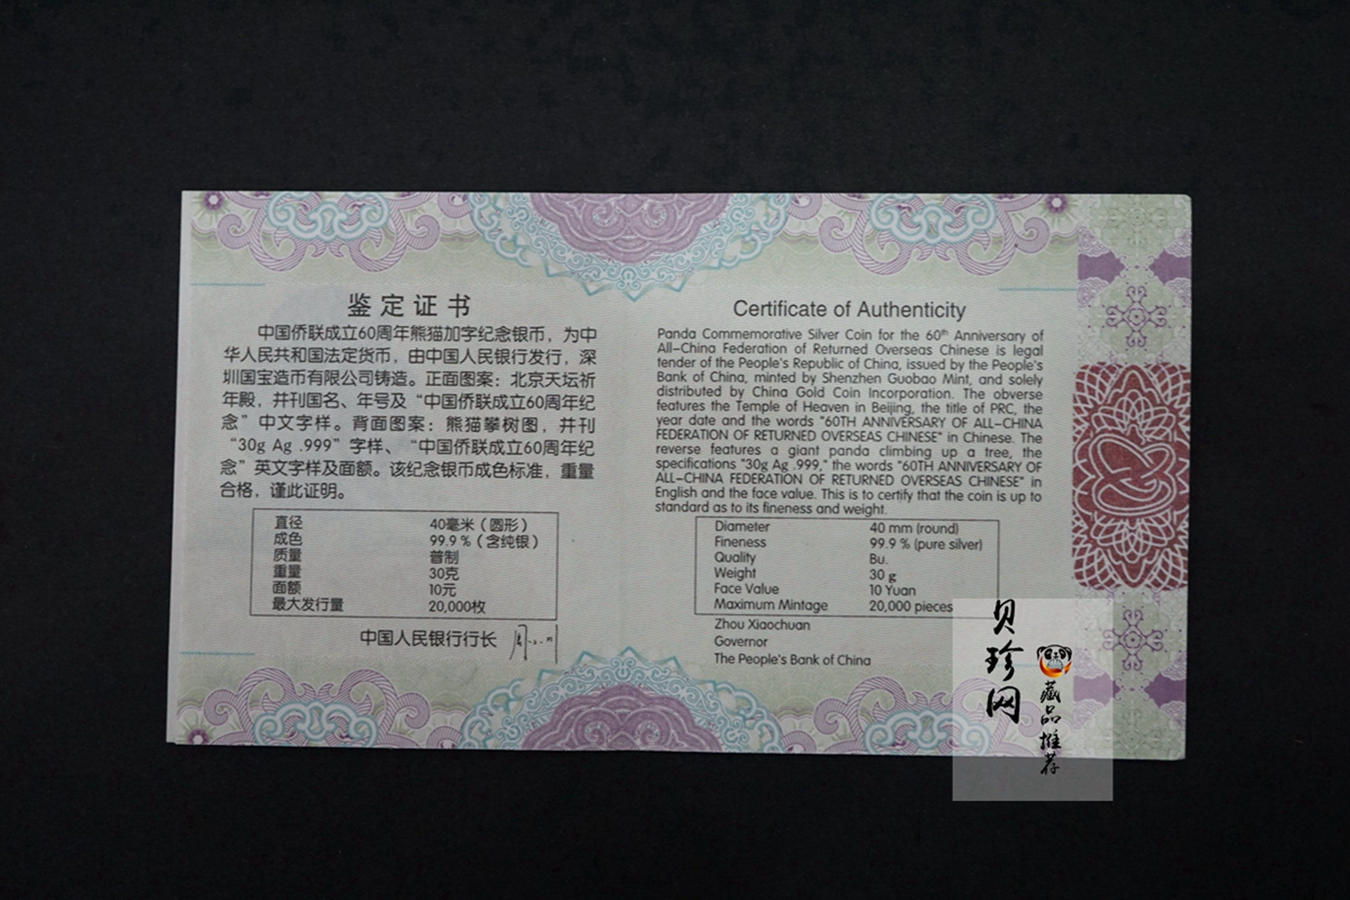 鉴定证书
中国侨联成立60周年熊猫加字纪念银币，为中
华人民共和国法定货币，由中国人民银行发行，深
圳国宝造币有限公司铸造。正面图案：北京天坛祈
年殿，并刊国名、年号及“中国侨联成立60周年纪
念”中文字样。背面图案：熊猫攀树图，并刊
“30g Ag .999”字样、“中国侨联成立60周年纪
念”英文字样及面额。该纪念银币成色标准，重量
合格，谨此证明。
直径 40毫米（圆形）
成色 99.9％（含纯银）
质量 普制
重量 30克
面额 10元
最大发行量 20,000枚
中国人民银行行长
Certificate of Authenticity
Panda Commemorative Silver Coin for the 60th Anniversary of
All-China Federation of Returned Overseas Chinese is legal
tender of the People's Republic of China, issued by the People's
Bank of China, minted by Shenzhen Guobao Mint, and solely
distributed by China Gold Coin Incorporation. The obverse
features the Temple of Heaven in Beijing, the title of PRC, the
year date and the words "60TH ANNIVERSARY OF ALL-CHINA
FEDERATION OF RETURNED OVERSEAS CHINESE" in Chinese. The
reverse features a giant panda climbing up a tree, the
specifications "30g Ag .999," the words "60TH ANNIVERSARY OF
ALL-CHINA FEDERATION OF RETURNED OVERSEAS CHINESE" in
English and the face value. This is to certify that the coin is up to
standard as to its fineness and weight.
Diameter 40 mm (round)
Fineness 99.9 % (pure silver)
Quality Bu.
Weight 30 g
Face Value 10 Yuan
Maximum Mintage 20,000 pieces
Zhou Xiaochuan
Governor
The People's Bank of China
贝珍网
藏品推荐